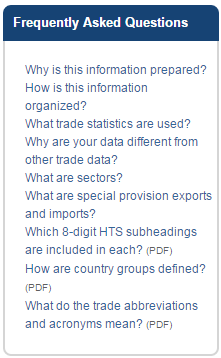 Frequently Asked Questions
Why is this information prepared?
How is this information
organized?
What trade statistics are used?
Why are your data different from
other trade data?
What are sectors?
What are special provision exports
and imports?
Which 8-digit HTS subheadings
are included in each? (PDF)
How are country groups defined?
(PDF)
What do the trade abbreviations
and acronyms mean? (PDF)